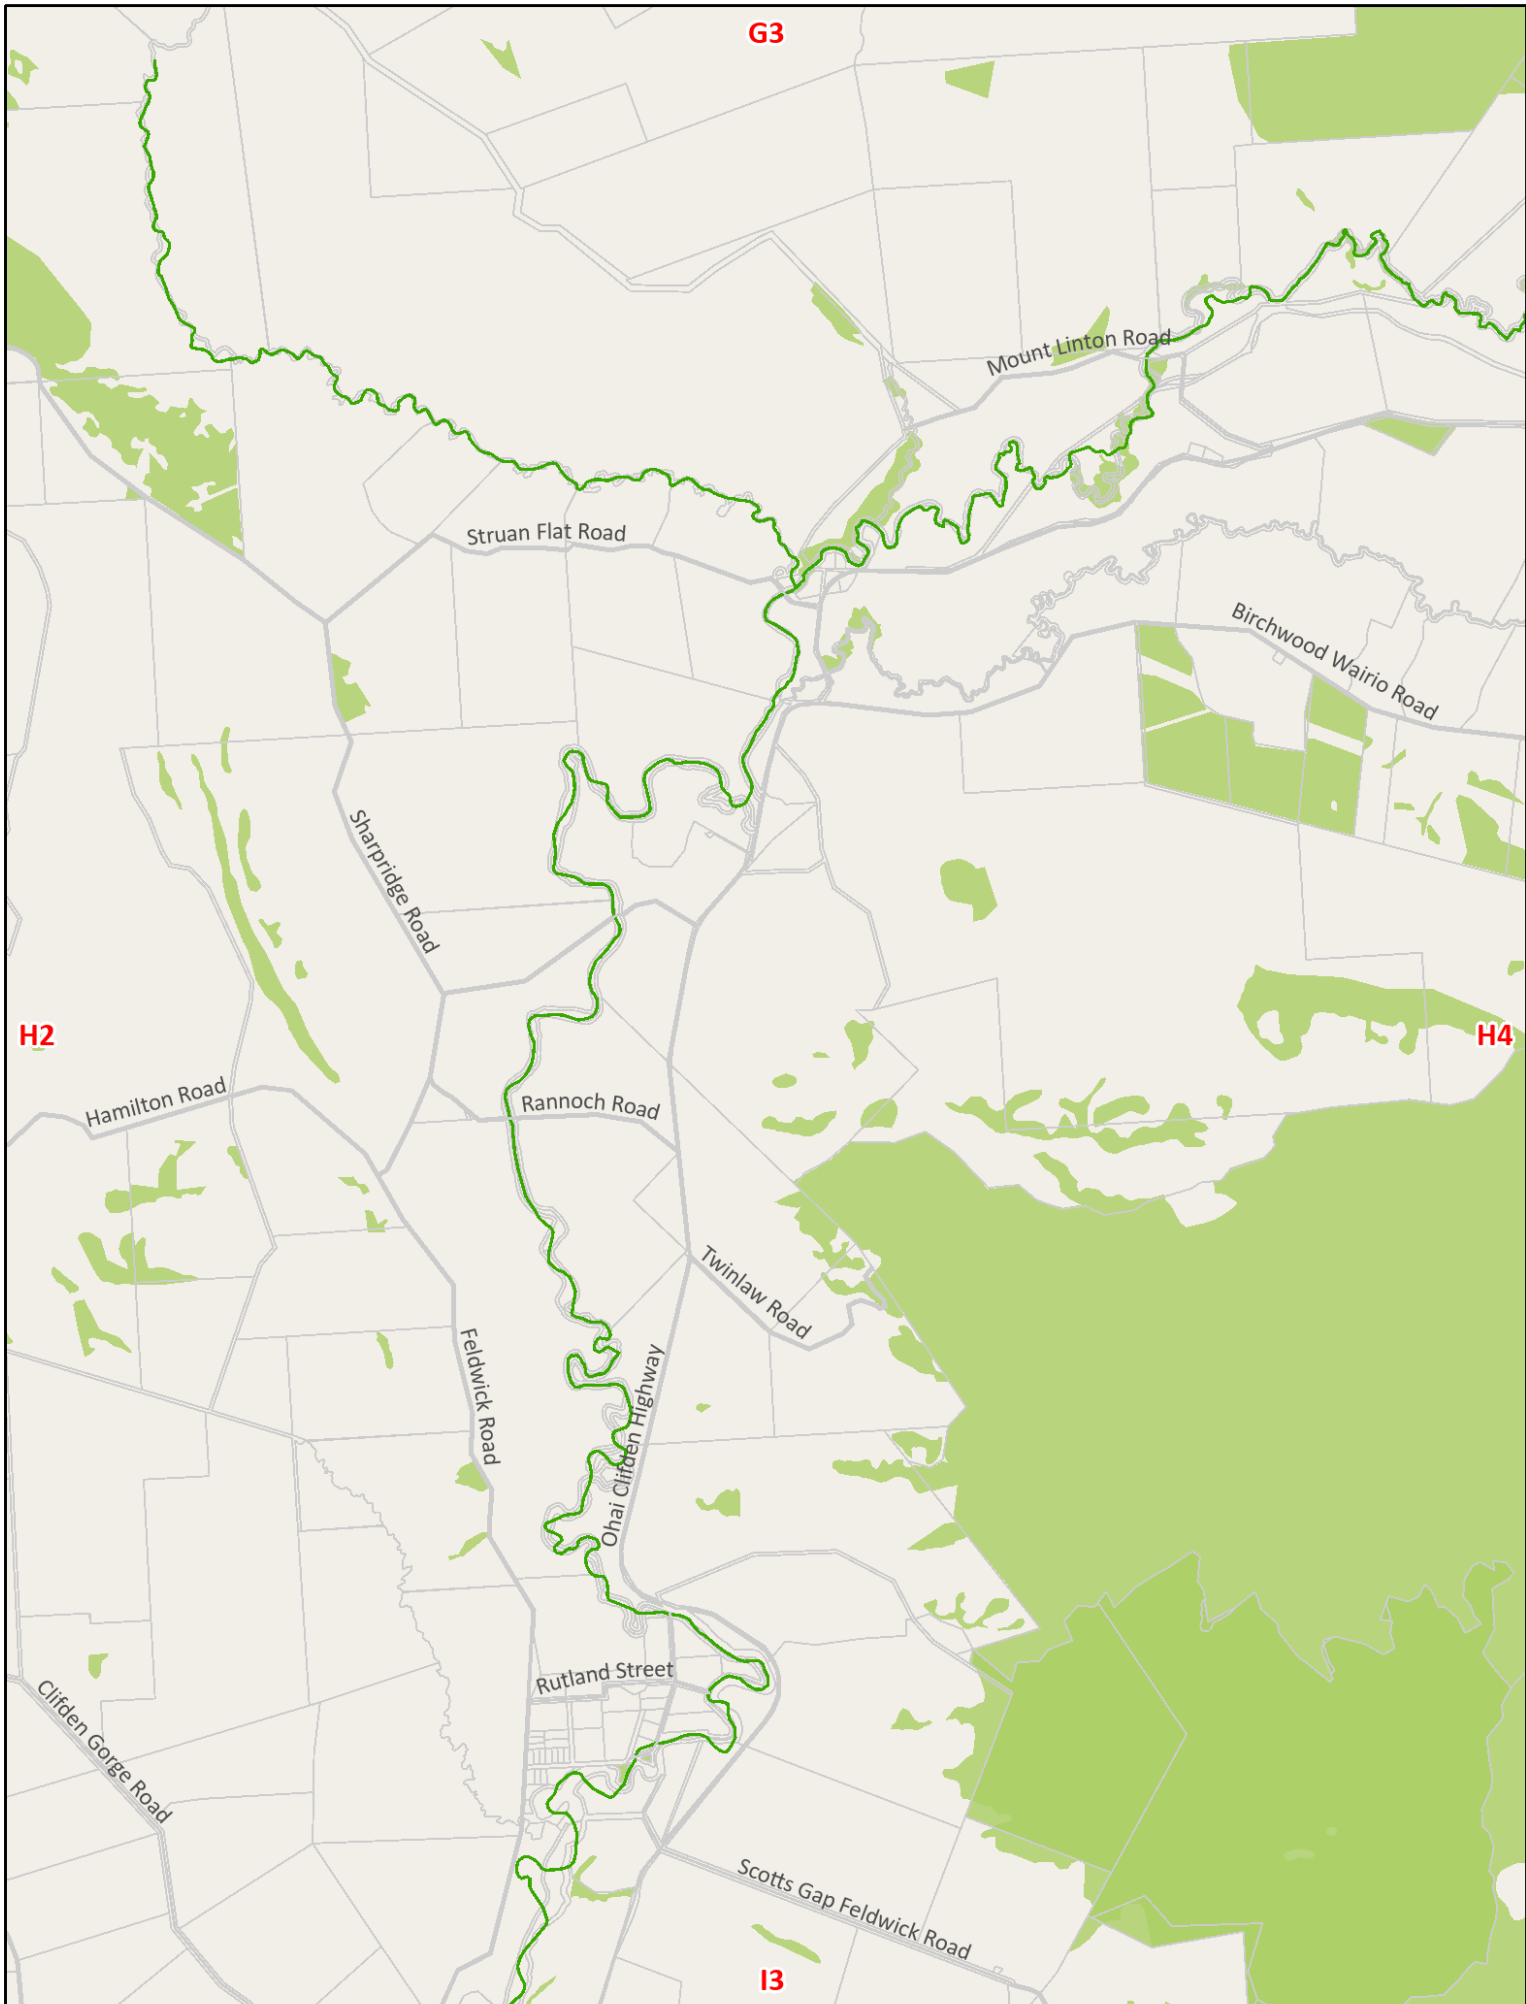 G3
Mount Linton Road
Struan Flat Road
Birchwood Wairio Road
Sharpridge Road
H2
H4
Hamilton Road
Rannoch Road
Twinlaw Road
Feldwick Road
Ohai Clifden Highway
Rutland Street
Clifden Gorge Road
Scotts Gap Feldwick Road
I3